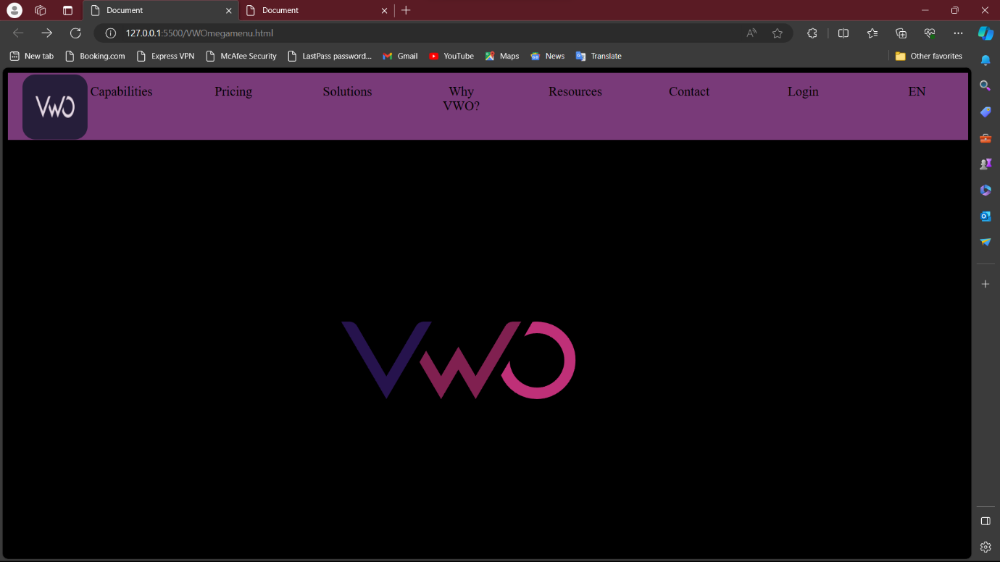 Document
Document
127.0.0.1:5500/VWOmegamenu.html
New tab Booking.com Express VPN McAfee Security LastPass password... Gmail YouTube Maps News Translate Other favorites
VWO Capabilities Pricing Solutions Why Resources Contact Login EN
VWO?
VWO